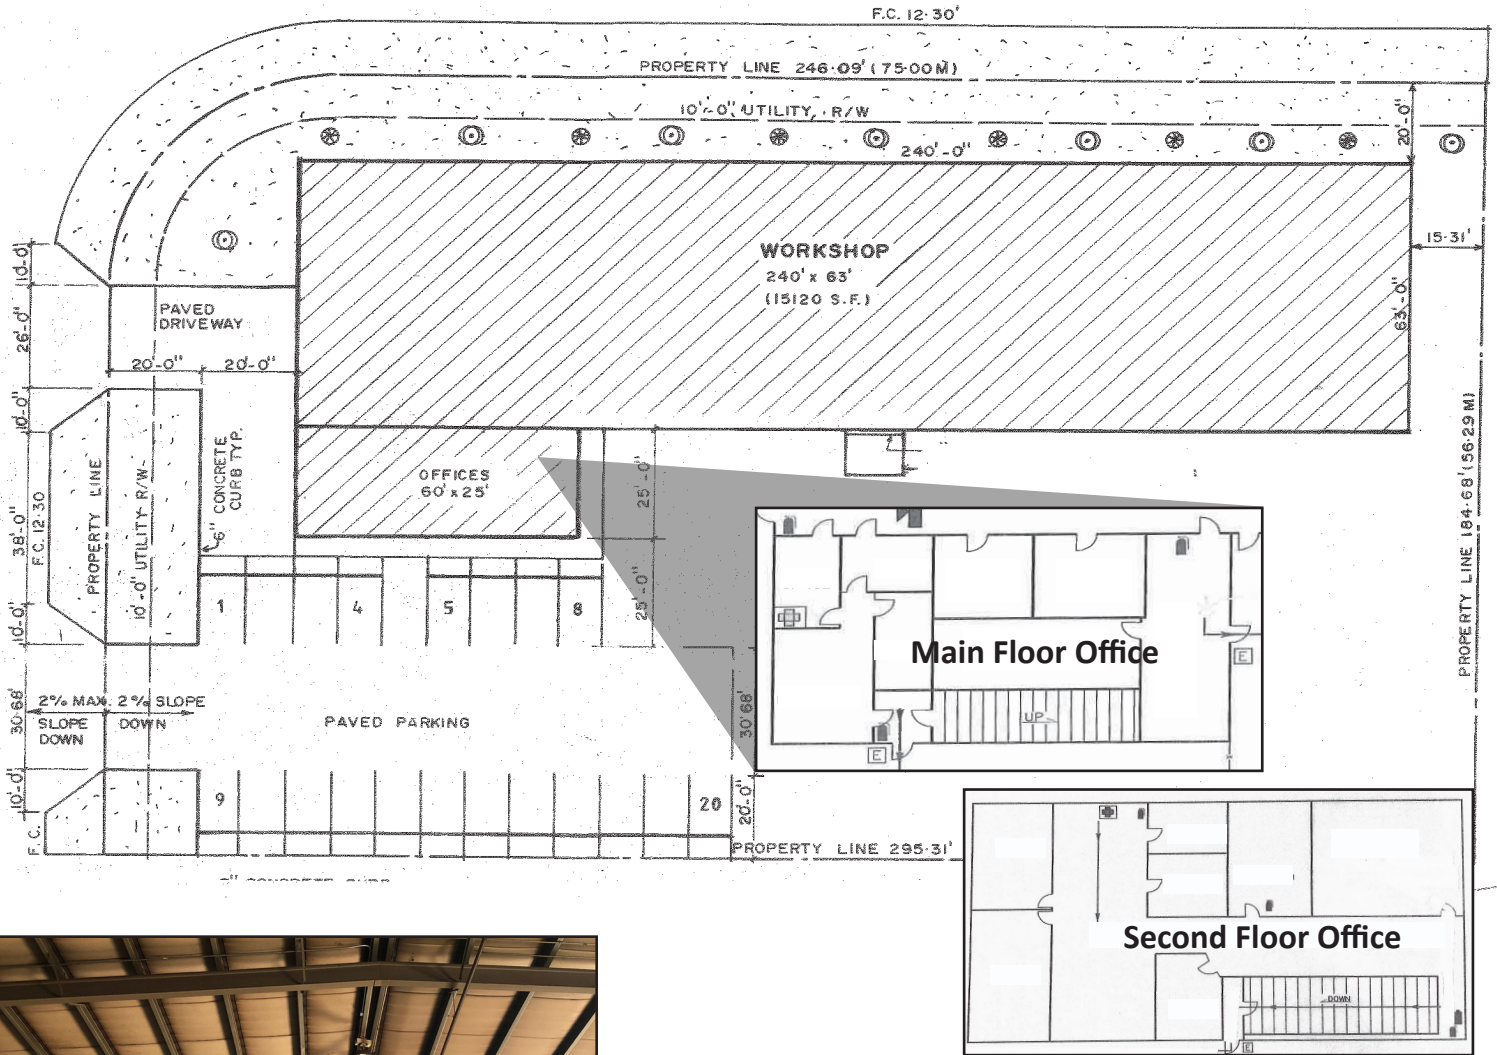 F.C. 12·30'
PROPERTY LINE 246·09' (75·00M)
10'-0" UTILITY R/W
240'-0"
20'-0"
WORKSHOP
240' x 63'
(15120 S.F.)
15·31'
63'-0"
10'-0"
26'-0"
PAVED
DRIVEWAY
20'-0"
20'-0"
10'-0"
38'-0"
F.C. 12·30
PROPERTY LINE
10'-0" UTILITY R/W
6" CONCRETE
CURB TYP.
OFFICES
60' x 25'
25'-0"
25'-0"
PROPERTY LINE 184·68' (56·29 M)
10'-0"
1
4
5
8
Main Floor Office
UP
E
E
2% MAX.
SLOPE
DOWN
2% SLOPE
DOWN
30·68'
PAVED PARKING
30'68'
10'-0"
F.C.
9
20
20'-0"
PROPERTY LINE 295·31'
Second Floor Office
DOWN
E